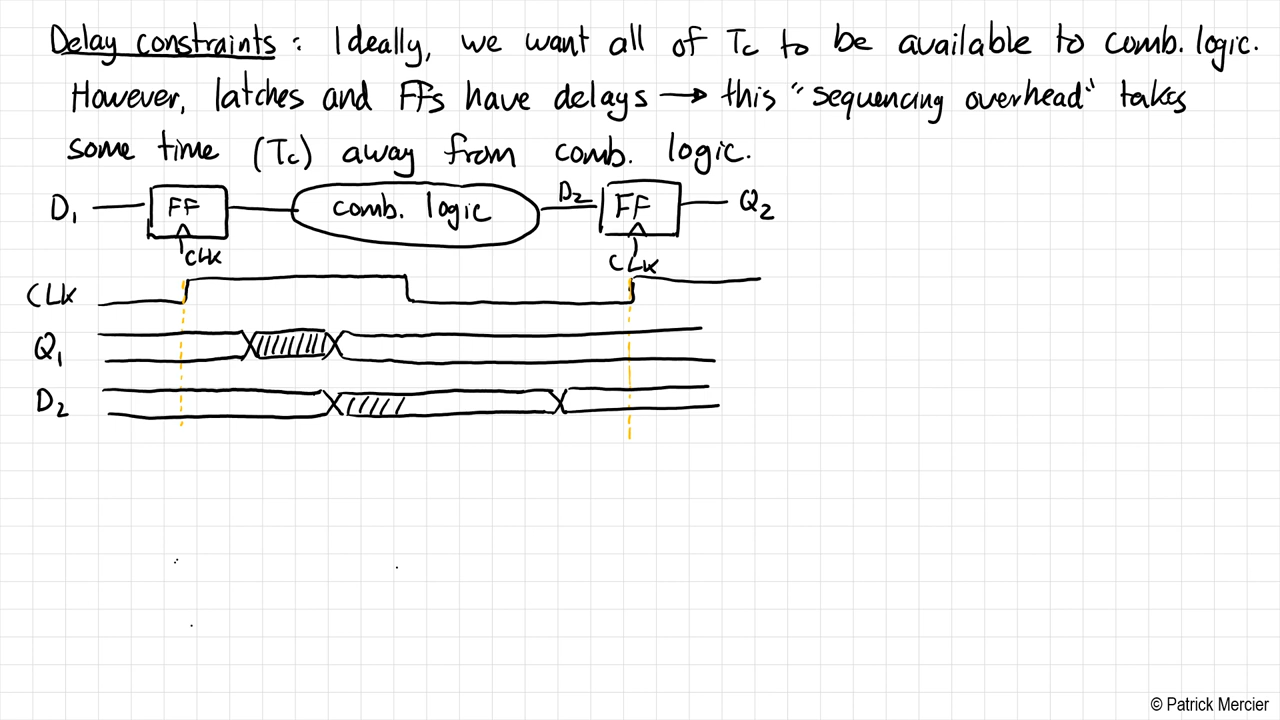 Delay constraints: Ideally, we want all of Tc to be available to comb. logic.
However, latches and FFs have delays → this "sequencing overhead" takes
some time (Tc) away from comb. logic.
D1 FF comb. logic D2 FF Q2
CLK CLK
CLK
Q1
D2
© Patrick Mercier